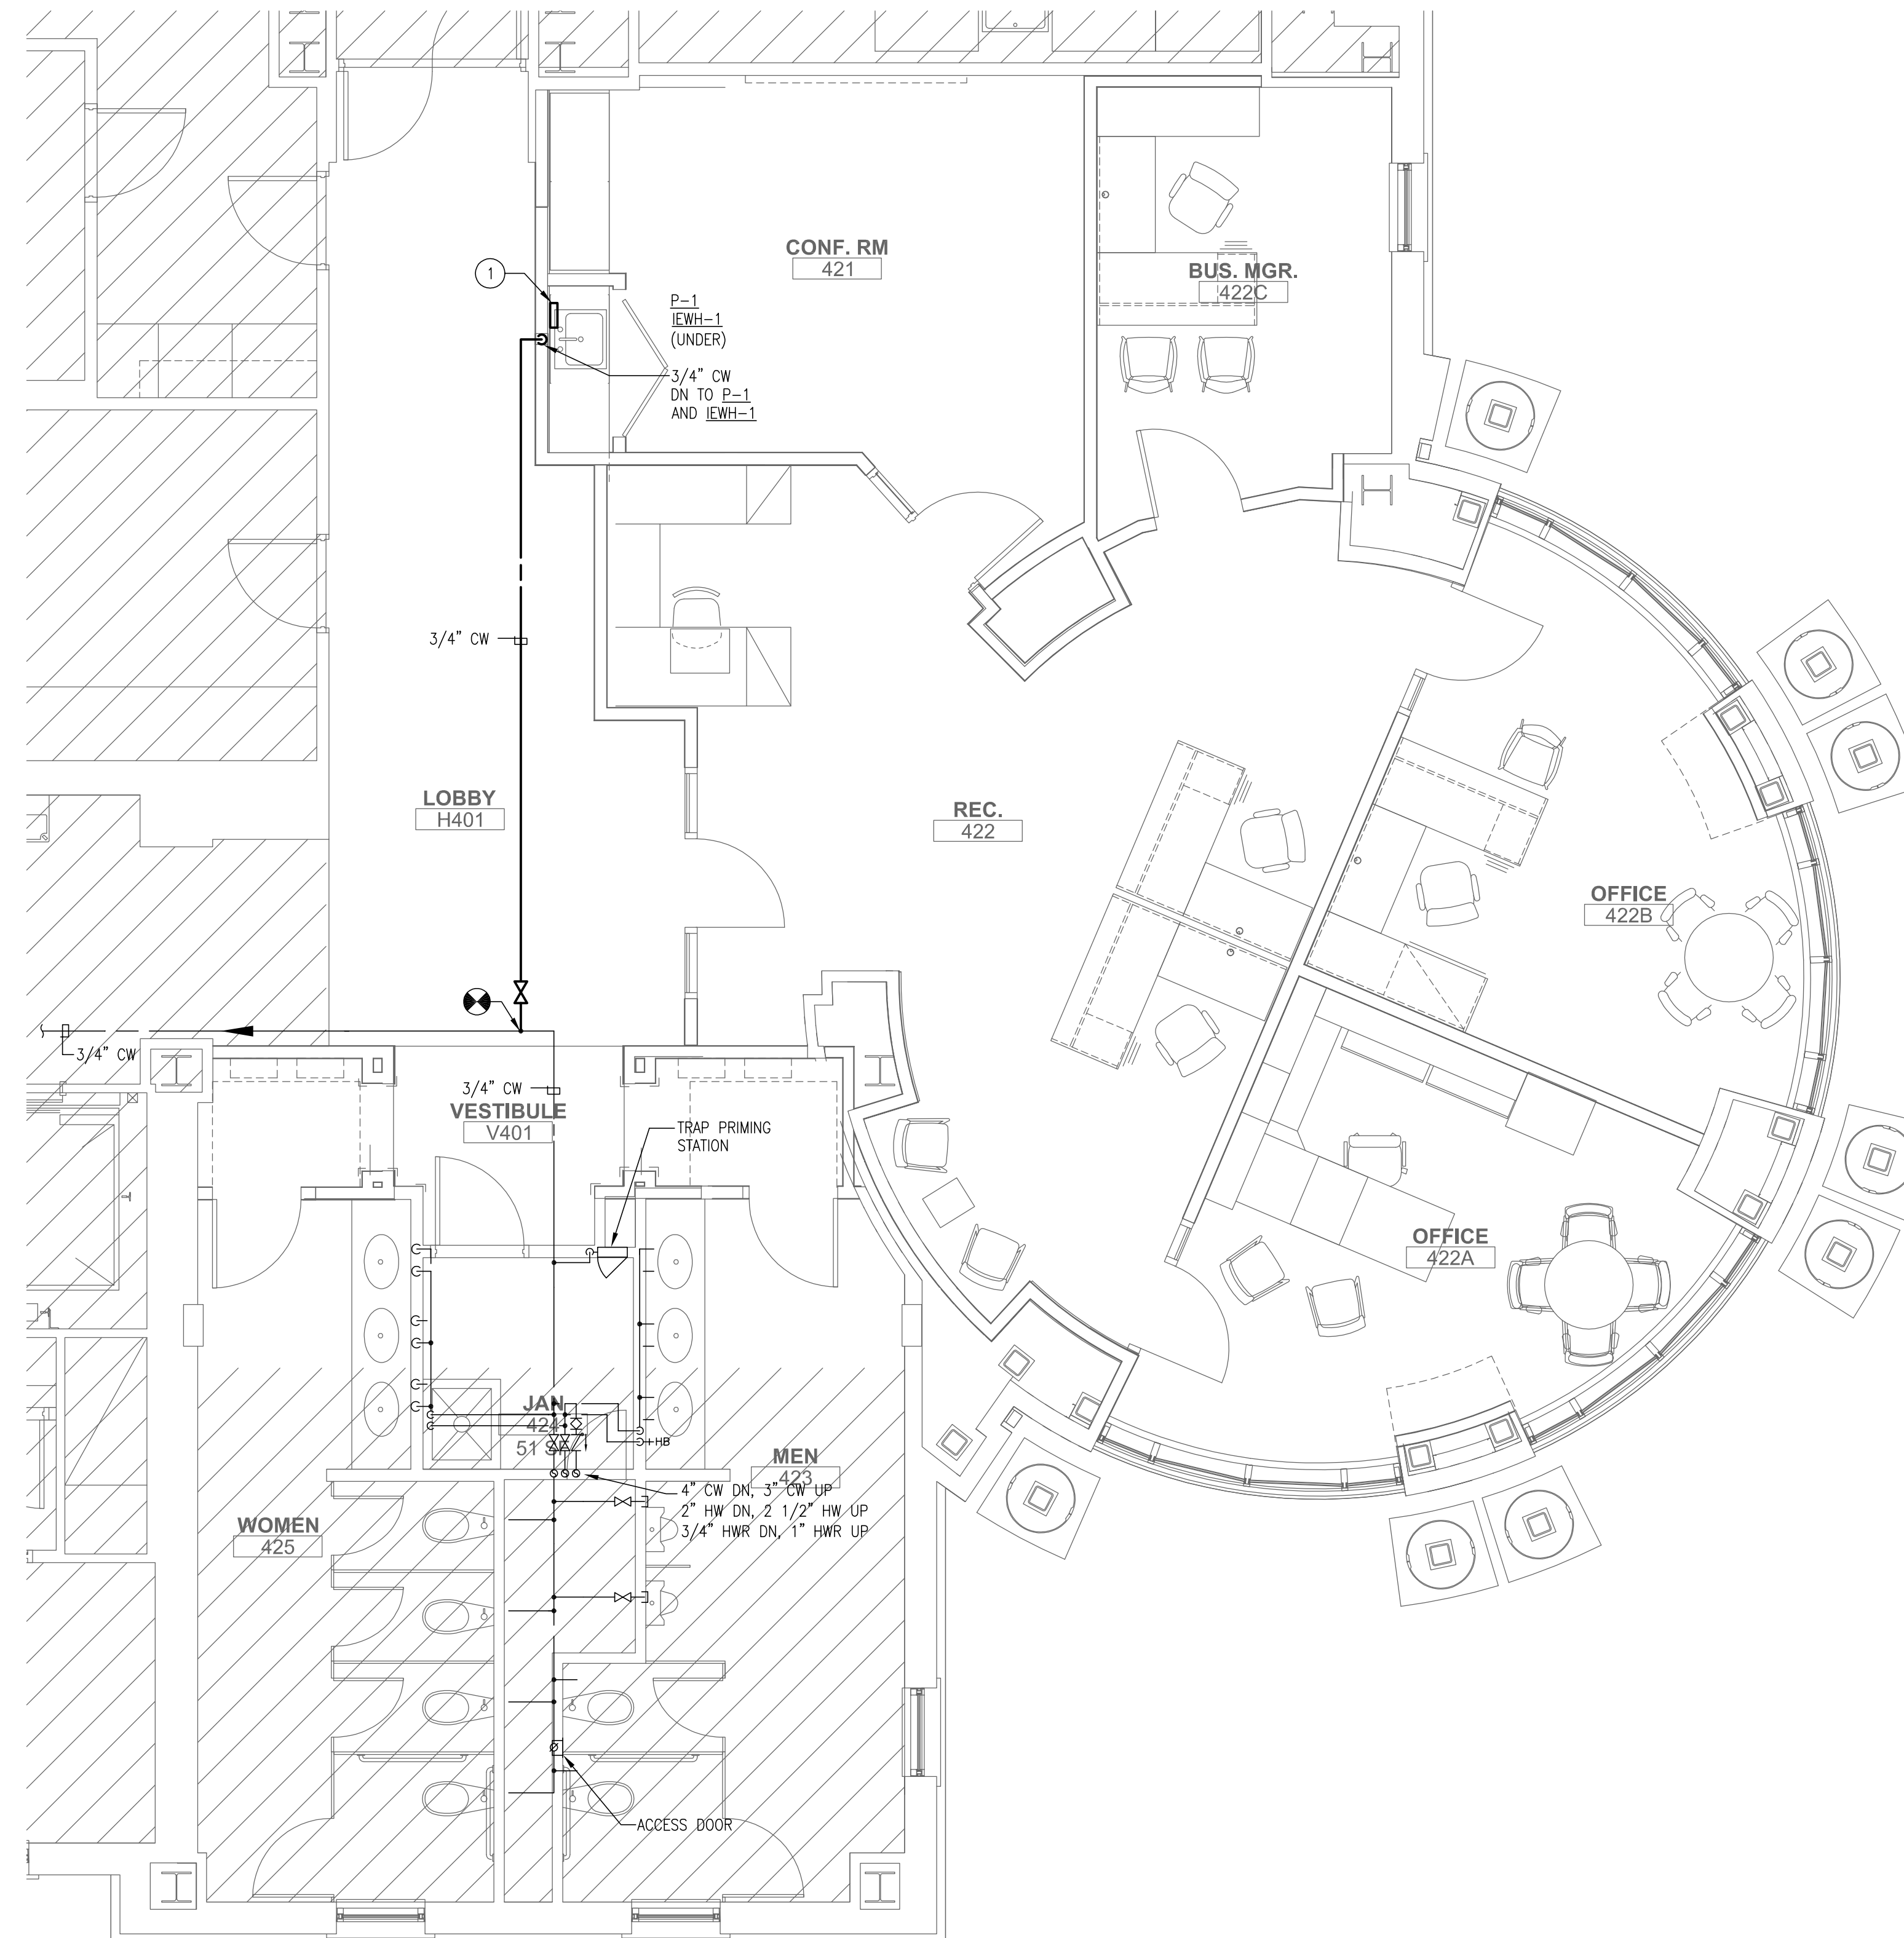 CONF. RM
421
BUS. MGR.
422C
1
P-1
IEWH-1
(UNDER)
3/4" CW
DN TO P-1
AND IEWH-1
3/4" CW
LOBBY
H401
REC.
422
OFFICE
422B
3/4" CW
3/4" CW
VESTIBULE
V401
TRAP PRIMING
STATION
OFFICE
422A
JAN
424
51 SF
HB
MEN
423
4" CW DN, 3" CW UP
2" HW DN, 2 1/2" HW UP
3/4" HWR DN, 1" HWR UP
WOMEN
425
ACCESS DOOR